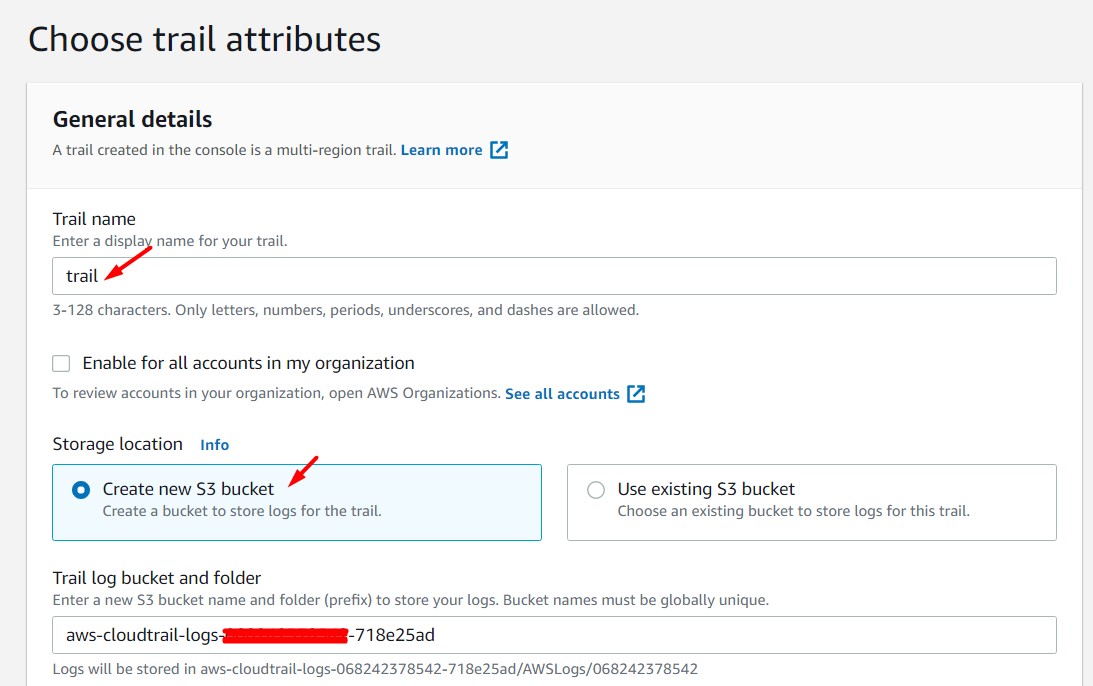 Choose trail attributes
General details
A trail created in the console is a multi-region trail. Learn more
Trail name
Enter a display name for your trail.
trail
3-128 characters. Only letters, numbers, periods, underscores, and dashes are allowed.
Enable for all accounts in my organization
To review accounts in your organization, open AWS Organizations. See all accounts
Storage location Info
Create new S3 bucket
Create a bucket to store logs for the trail.
Use existing S3 bucket
Choose an existing bucket to store logs for this trail.
Trail log bucket and folder
Enter a new S3 bucket name and folder (prefix) to store your logs. Bucket names must be globally unique.
aws-cloudtrail-logs- -718e25ad
Logs will be stored in aws-cloudtrail-logs-068242378542-718e25ad/AWSLogs/068242378542